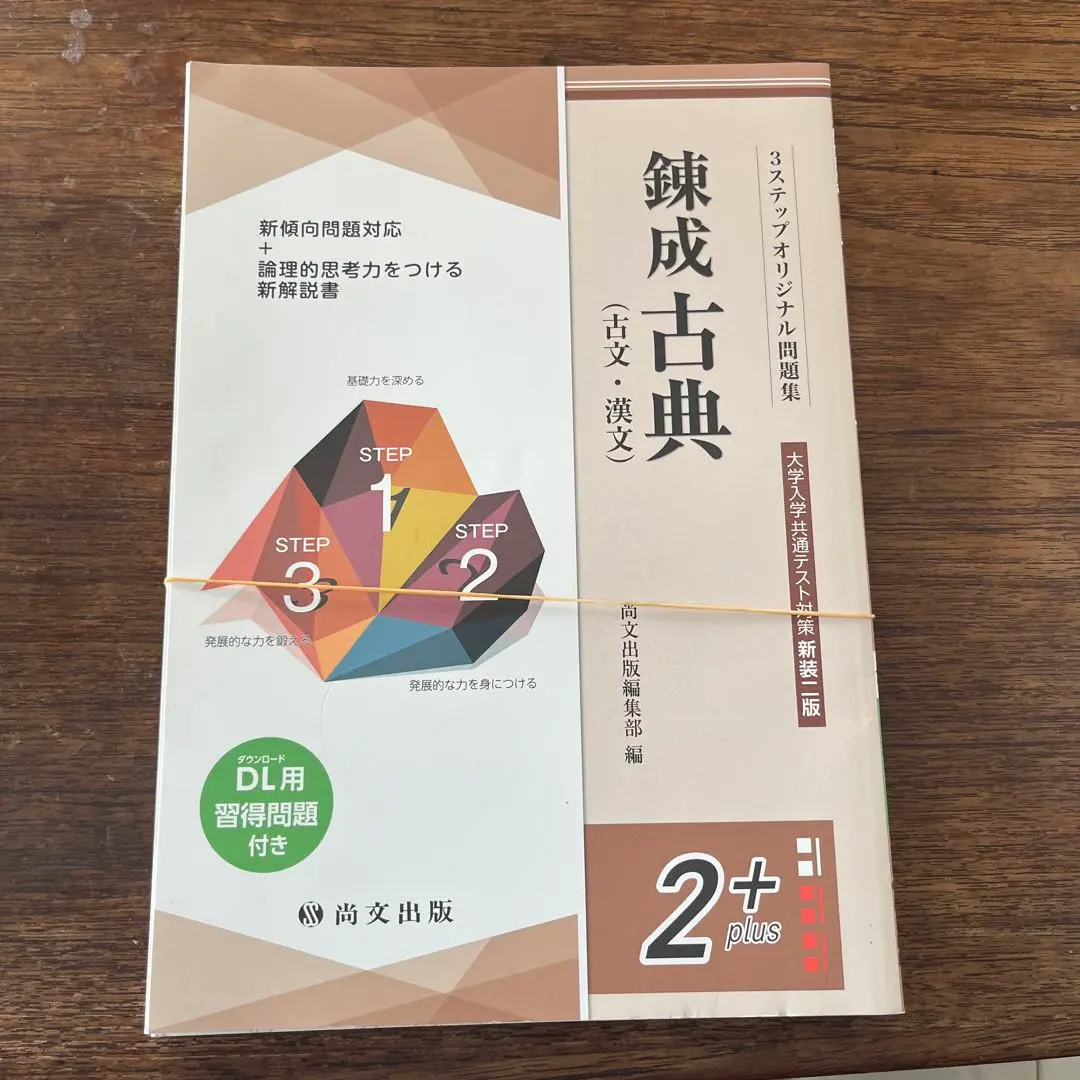 3ステップオリジナル問題集
錬成古典
(古文・漢文)
大学入学共通テスト対策 新装二版
尚文出版編集部 編
2+
plus
新傾向問題対応
+
論理的思考力をつける
新解説書
基礎力を深める
STEP
1
STEP
2
STEP
3
発展的な力を鍛える
発展的な力を身につける
ダウンロード
DL用
習得問題
付き
尚文出版